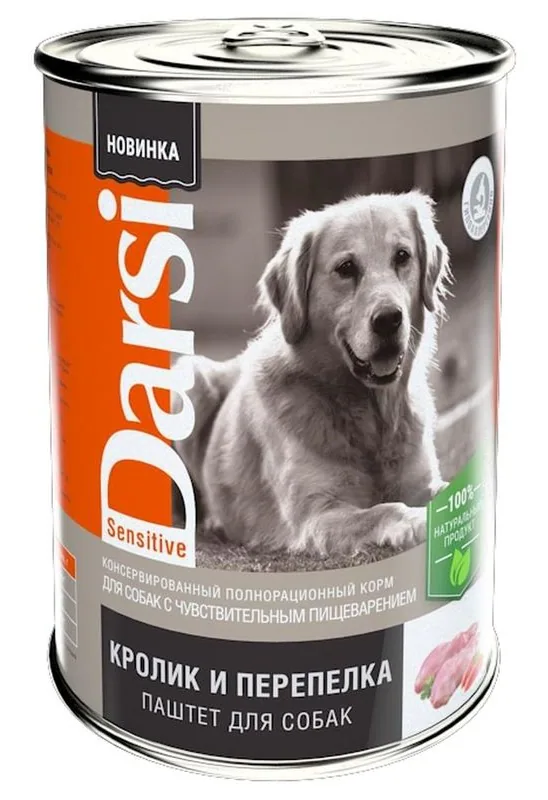 НОВИНКА
Darsi
Sensitive
100%
НАТУРАЛЬНЫЙ
ПРОДУКТ
КОНСЕРВИРОВАННЫЙ ПОЛНОРАЦИОННЫЙ КОРМ
ДЛЯ СОБАК С ЧУВСТВИТЕЛЬНЫМ ПИЩЕВАРЕНИЕМ
КРОЛИК И ПЕРЕПЕЛКА
ПАШТЕТ ДЛЯ СОБАК